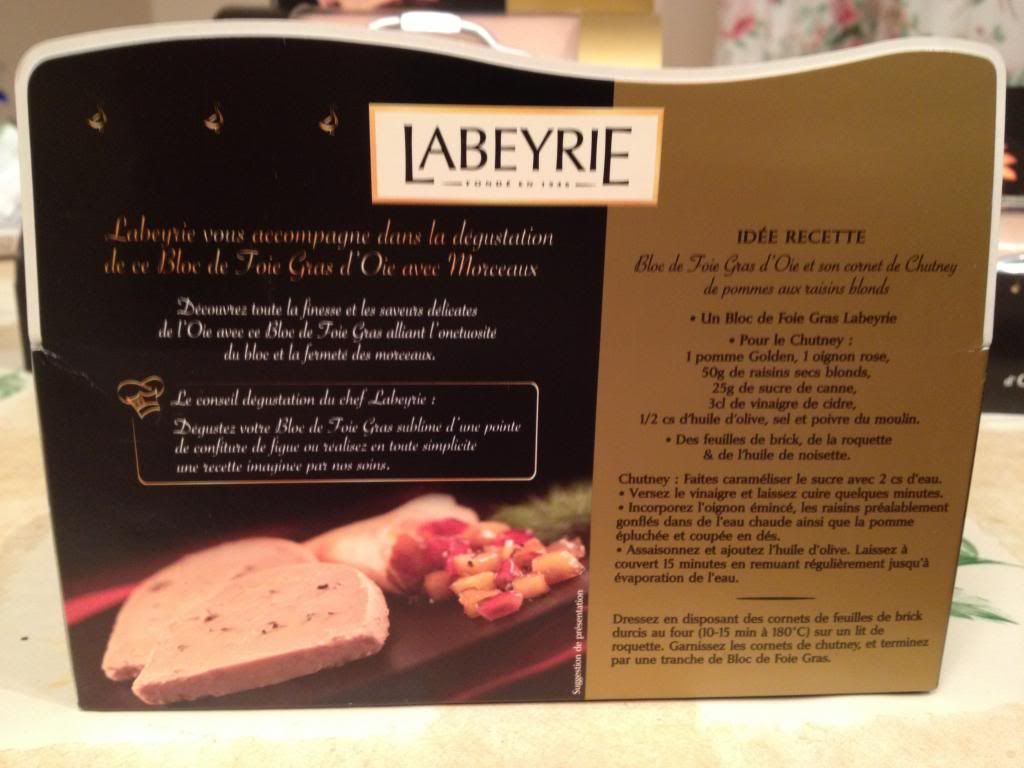 LABEYRIE
FONDÉ EN 1946
Labeyrie vous accompagne dans la dégustation
de ce Bloc de Foie Gras d'Oie avec Morceaux
Découvrez toute la finesse et les saveurs délicates
de l'Oie avec ce Bloc de Foie Gras alliant l'onctuosité
du bloc et la fermeté des morceaux.
Le conseil dégustation du chef Labeyrie :
Dégustez votre Bloc de Foie Gras sublimé d'une pointe
de confiture de figue ou réalisez en toute simplicité
une recette imaginée par nos soins.
Suggestion de présentation
IDÉE RECETTE
Bloc de Foie Gras d'Oie et son cornet de Chutney
de pommes aux raisins blonds
• Un Bloc de Foie Gras Labeyrie
• Pour le Chutney :
1 pomme Golden, 1 oignon rose,
50g de raisins secs blonds,
25g de sucre de canne,
3cl de vinaigre de cidre,
1/2 cs d'huile d'olive, sel et poivre du moulin.
• Des feuilles de brick, de la roquette
& de l'huile de noisette.
Chutney : Faites caraméliser le sucre avec 2 cs d'eau.
• Versez le vinaigre et laissez cuire quelques minutes.
• Incorporez l'oignon émincé, les raisins préalablement
gonflés dans de l'eau chaude ainsi que la pomme
épluchée et coupée en dés.
• Assaisonnez et ajoutez l'huile d'olive. Laissez à
couvert 15 minutes en remuant régulièrement jusqu'à
évaporation de l'eau.
Dressez en disposant des cornets de feuilles de brick
durcis au four (10-15 min à 180°C) sur un lit de
roquette. Garnissez les cornets de chutney, et terminez
par une tranche de Bloc de Foie Gras.